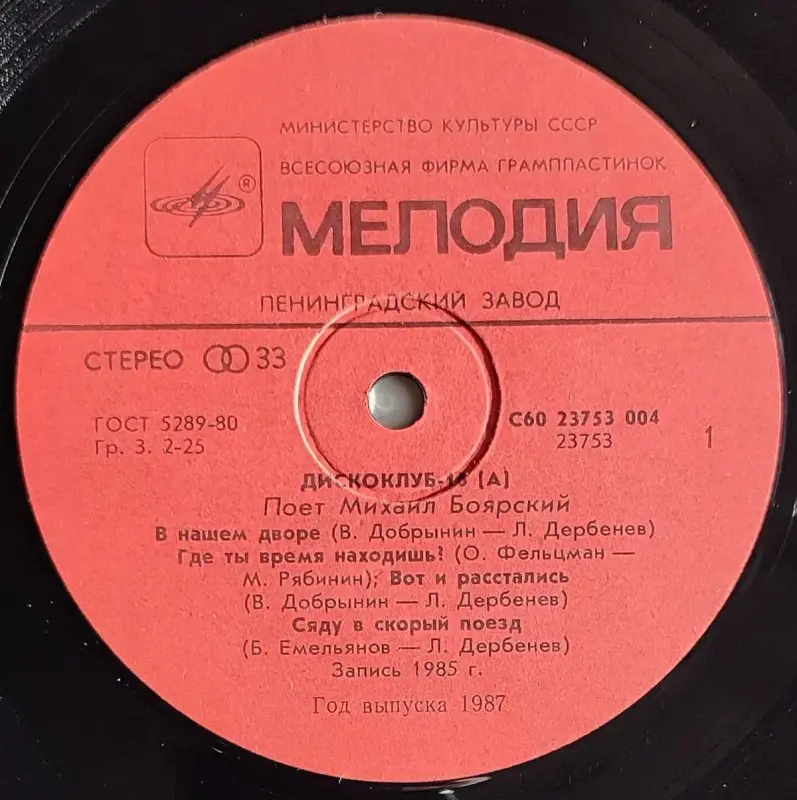 МИНИСТЕРСТВО КУЛЬТУРЫ СССР
ВСЕСОЮЗНАЯ ФИРМА ГРАМПЛАСТИНОК
®
МЕЛОДИЯ
ЛЕНИНГРАДСКИЙ ЗАВОД
СТЕРЕО 33
ГОСТ 5289-80
Гр. 3. 2-25
С60 23753 004
23753
1
ДИСКОКЛУБ-16 (А)
Поет Михаил Боярский
В нашем дворе (В. Добрынин — Л. Дербенев)
Где ты время находишь? (О. Фельцман —
М. Рябинин); Вот и расстались
(В. Добрынин — Л. Дербенев)
Сяду в скорый поезд
(Б. Емельянов — Л. Дербенев)
Запись 1985 г.
Год выпуска 1987